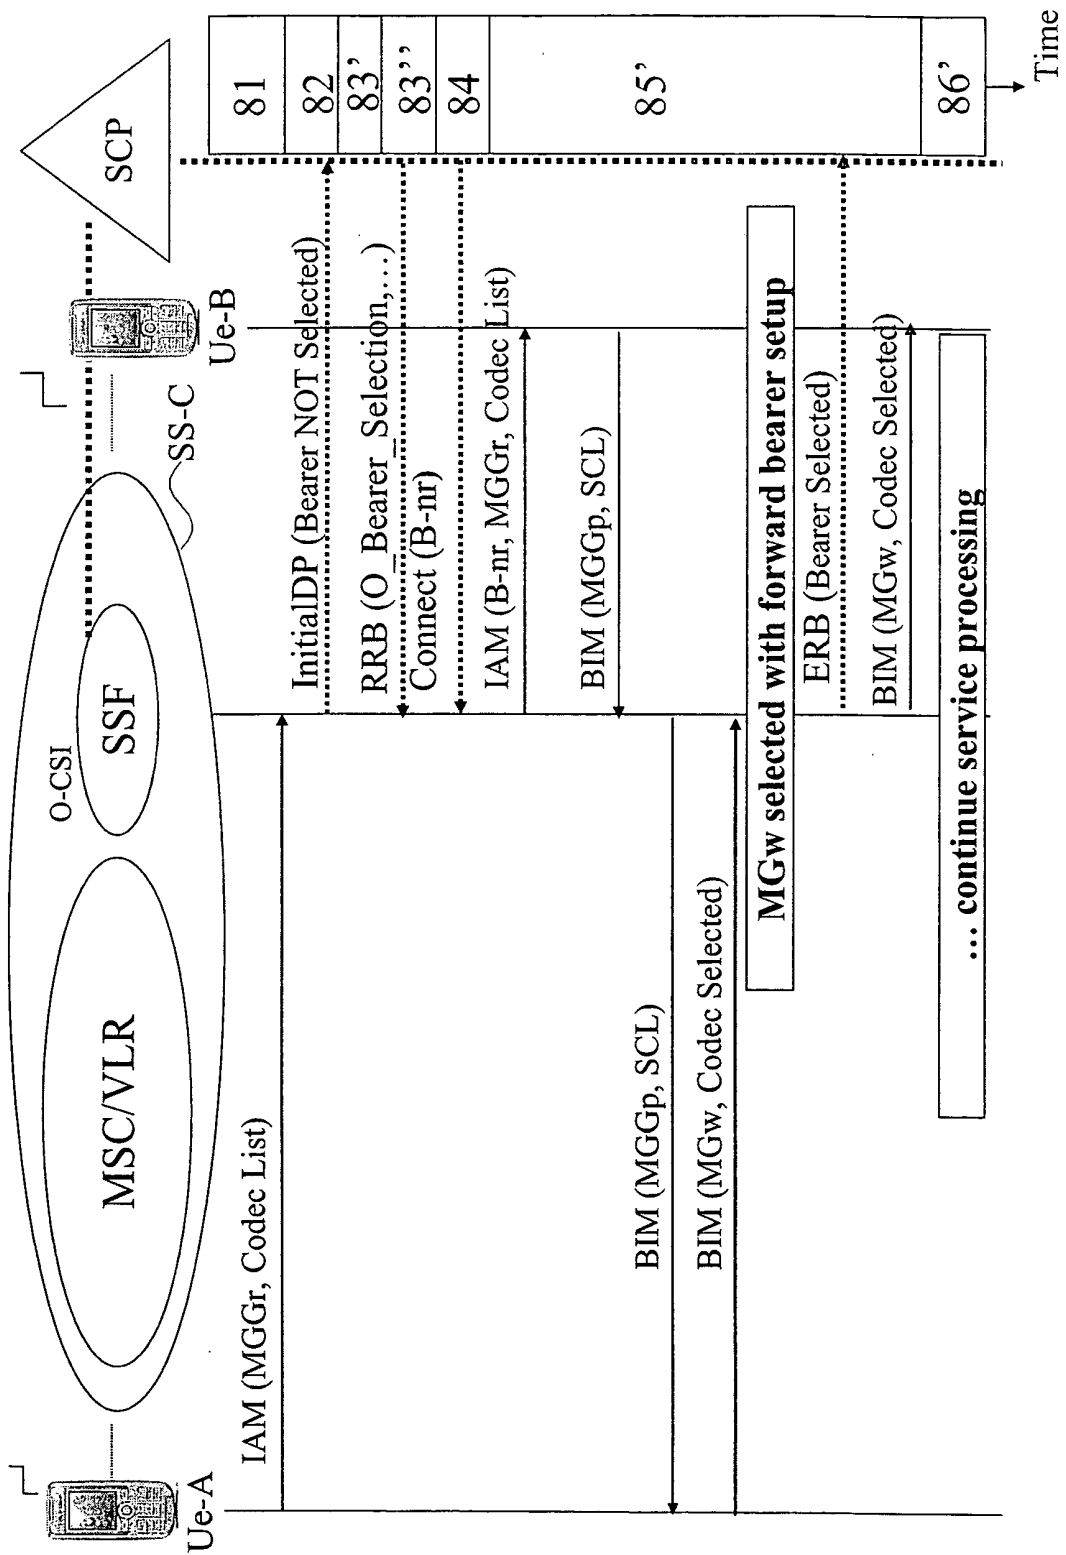 Ue-A
MSC/VLR
O-CSI
SSF
SS-C
Ue-B
SCP
IAM (MGGr, Codec List)
InitialDP (Bearer NOT Selected)
RRB (O_Bearer_Selection,…)
Connect (B-nr)
IAM (B-nr, MGGr, Codec List)
BIM (MGGp, SCL)
BIM (MGGp, SCL)
BIM (MGw, Codec Selected)
MGw selected with forward bearer setup
ERB (Bearer Selected)
BIM (MGw, Codec Selected)
… continue service processing
81
82
83'
83''
84
85'
86'
Time